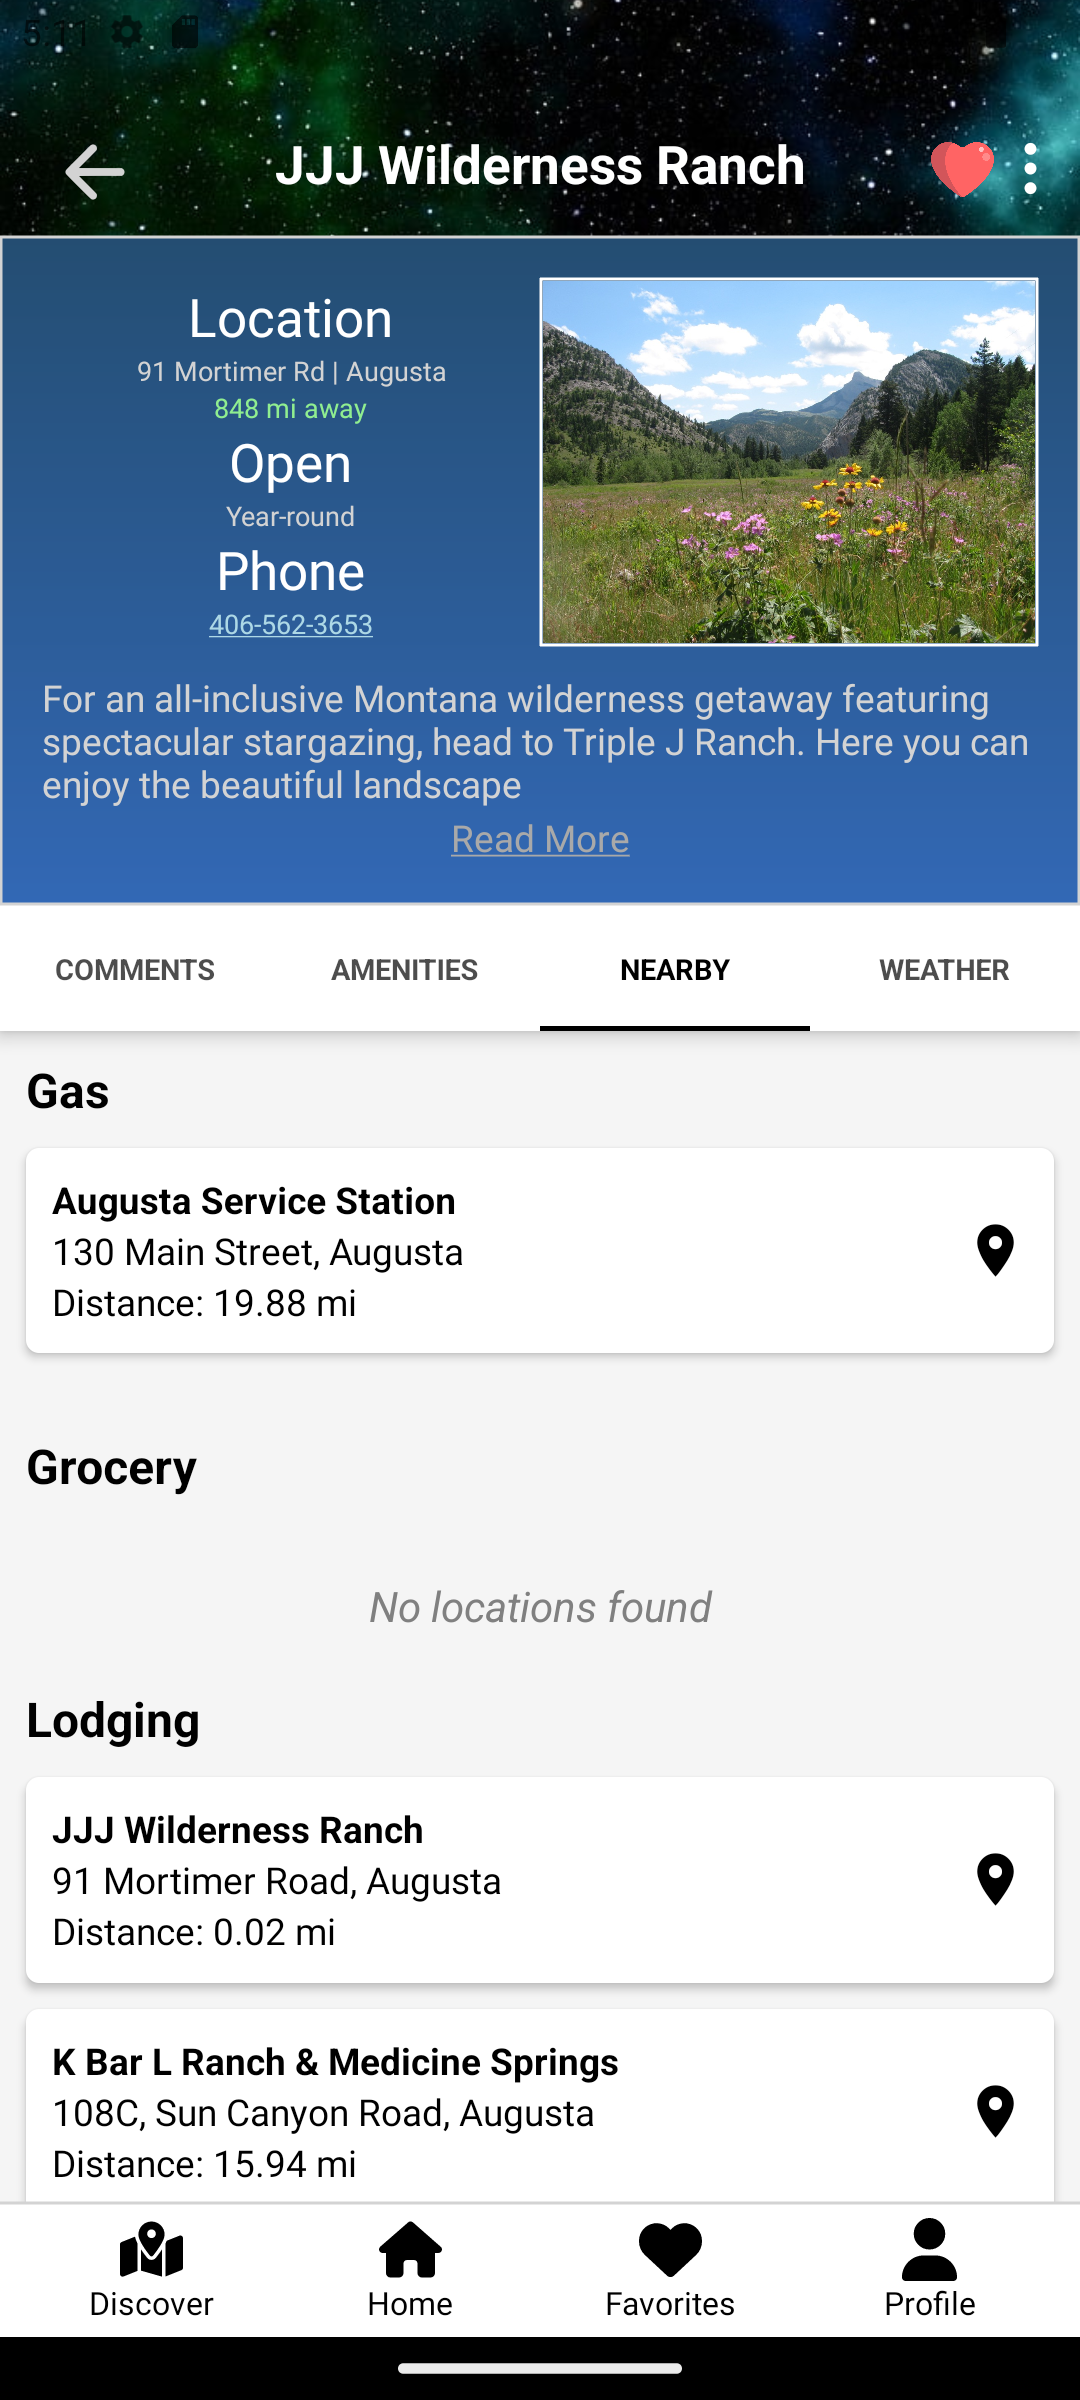 5:11
JJJ Wilderness Ranch
Location
91 Mortimer Rd | Augusta
848 mi away
Open
Year-round
Phone
406-562-3653
For an all-inclusive Montana wilderness getaway featuring
spectacular stargazing, head to Triple J Ranch. Here you can
enjoy the beautiful landscape
Read More
COMMENTS AMENITIES NEARBY WEATHER
Gas
Augusta Service Station
130 Main Street, Augusta
Distance: 19.88 mi
Grocery
No locations found
Lodging
JJJ Wilderness Ranch
91 Mortimer Road, Augusta
Distance: 0.02 mi
K Bar L Ranch & Medicine Springs
108C, Sun Canyon Road, Augusta
Distance: 15.94 mi
Discover Home Favorites Profile